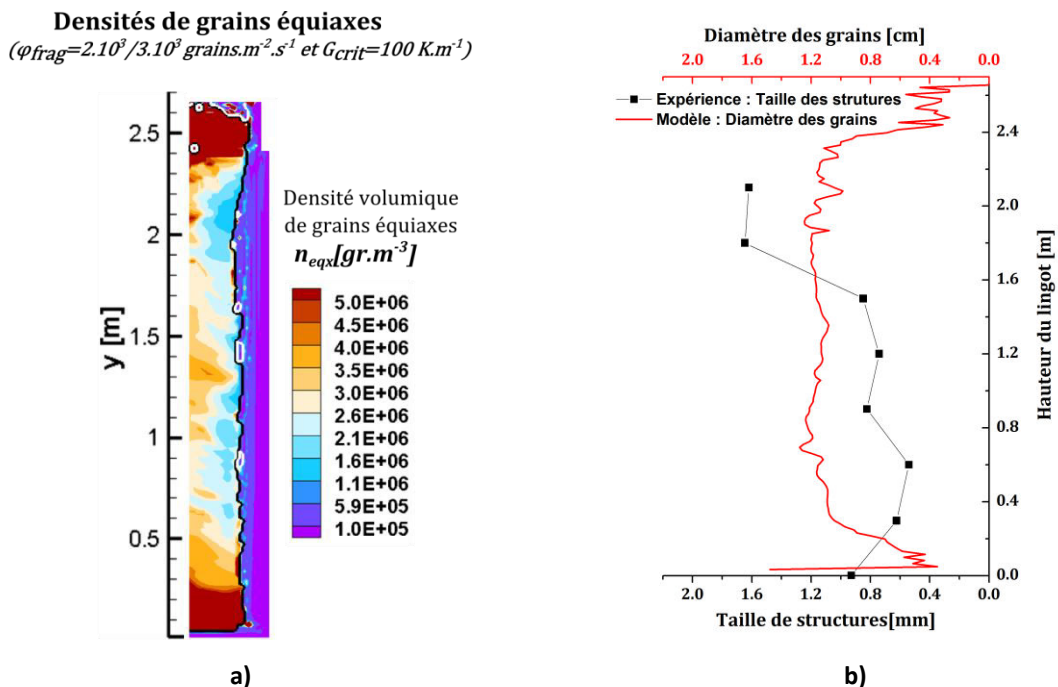 Densités de grains équiaxes
(φfrag=2.10³/3.10³ grains.m⁻².s⁻¹ et Gcrit=100 K.m⁻¹)
2.5
2
1.5
1
0.5
y [m]
Densité volumique
de grains équiaxes
neqx[gr.m⁻³]
5.0E+06
4.5E+06
4.0E+06
3.5E+06
3.0E+06
2.6E+06
2.1E+06
1.6E+06
1.1E+06
5.9E+05
1.0E+05
a)
Diamètre des grains [cm]
2.0 1.6 1.2 0.8 0.4 0.0
Expérience : Taille des strutures
Modèle : Diamètre des grains
2.4
2.0
1.6
1.2
0.8
0.4
0.0
Hauteur du lingot [m]
2.0 1.6 1.2 0.8 0.4 0.0
Taille de structures[mm]
b)